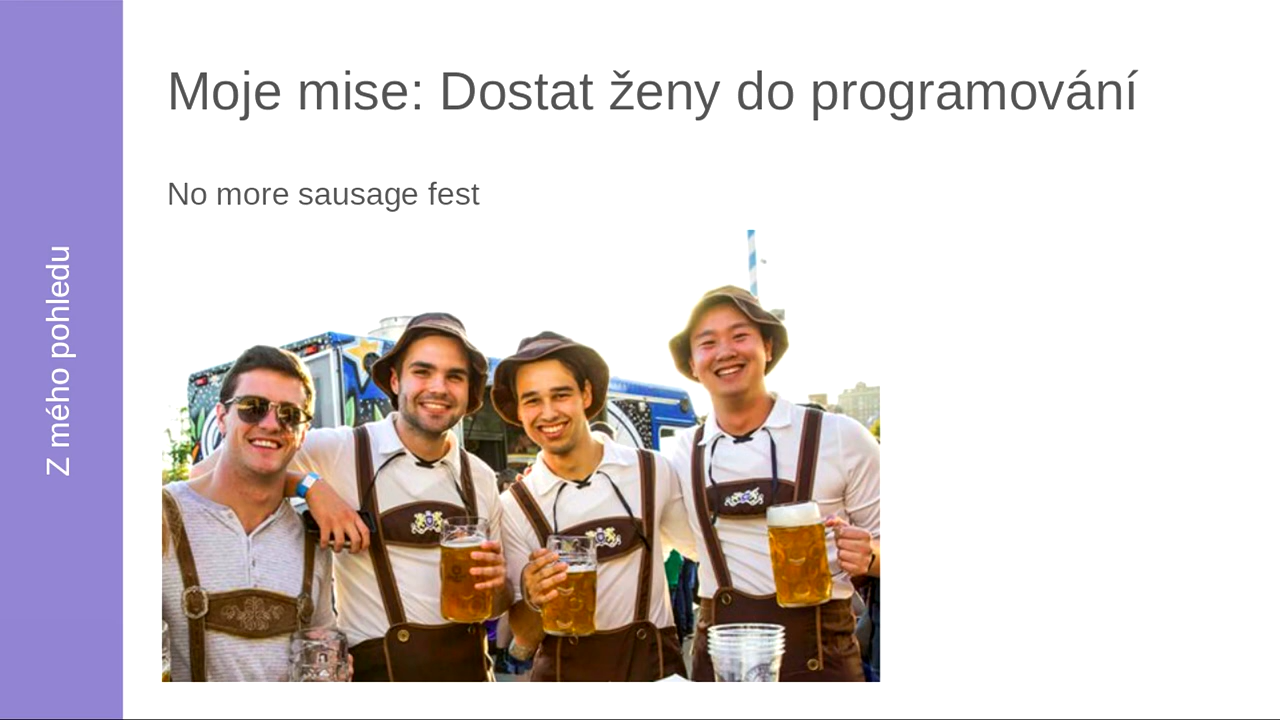 Moje mise: Dostat ženy do programování
No more sausage fest
Z mého pohledu